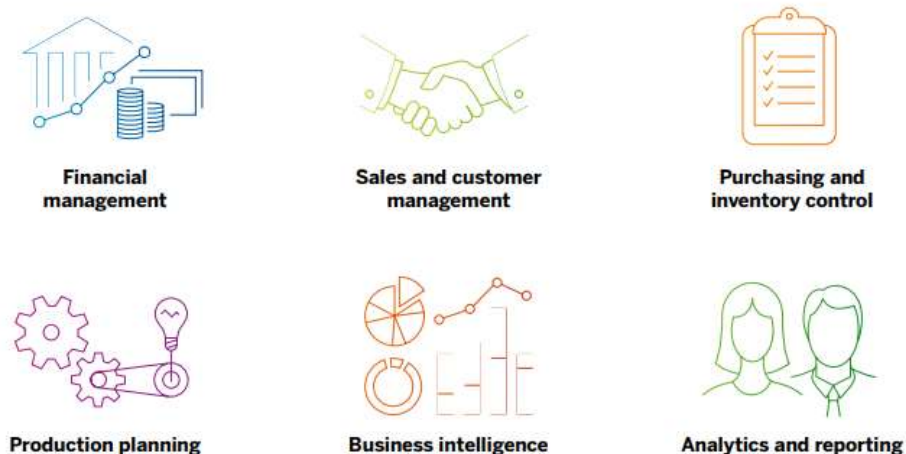 Financial
management
Sales and customer
management
Purchasing and
inventory control
Production planning
Business intelligence
Analytics and reporting